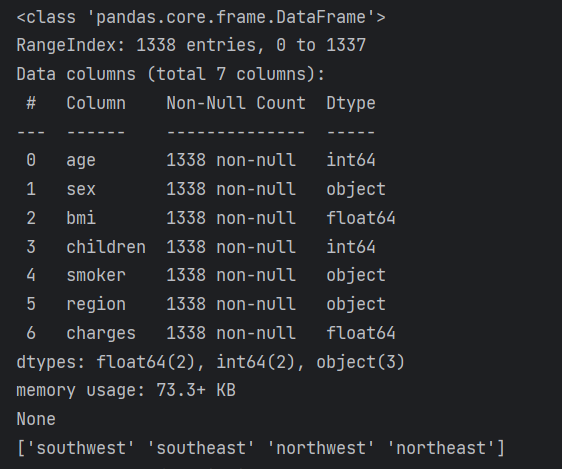 <class 'pandas.core.frame.DataFrame'>
RangeIndex: 1338 entries, 0 to 1337
Data columns (total 7 columns):
 #   Column    Non-Null Count  Dtype
---  ------    --------------  -----
 0   age       1338 non-null   int64
 1   sex       1338 non-null   object
 2   bmi       1338 non-null   float64
 3   children  1338 non-null   int64
 4   smoker    1338 non-null   object
 5   region    1338 non-null   object
 6   charges   1338 non-null   float64
dtypes: float64(2), int64(2), object(3)
memory usage: 73.3+ KB
None
['southwest' 'southeast' 'northwest' 'northeast']